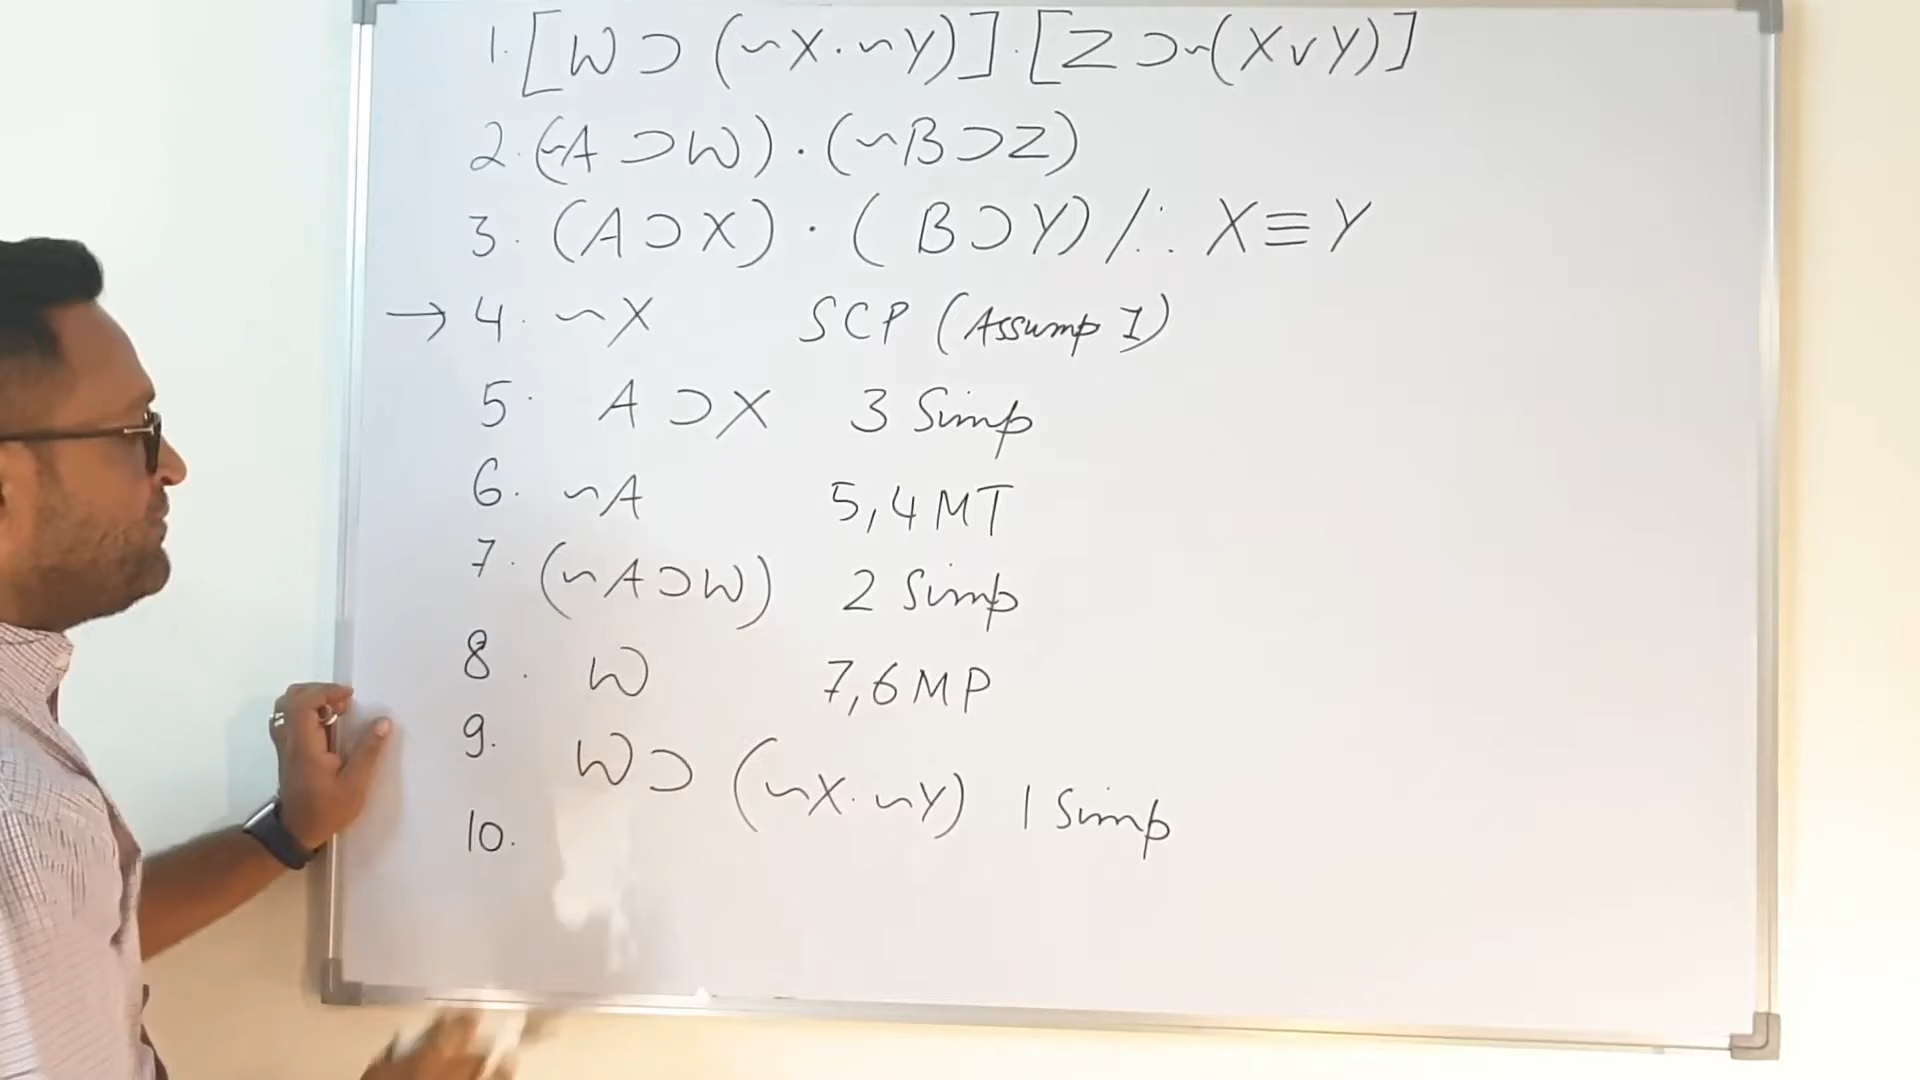 1. [W ⊃ (~X . ~Y)] . [Z ⊃ ~(X v Y)]
2. (~A ⊃ W) . (~B ⊃ Z)
3. (A ⊃ X) . (B ⊃ Y) /∴ X ≡ Y
→ 4. ~X SCP (Assump I)
5. A ⊃ X 3 Simp
6. ~A 5,4 MT
7. (~A ⊃ W) 2 Simp
8. W 7,6 MP
9. W ⊃ (~X . ~Y) 1 Simp
10.